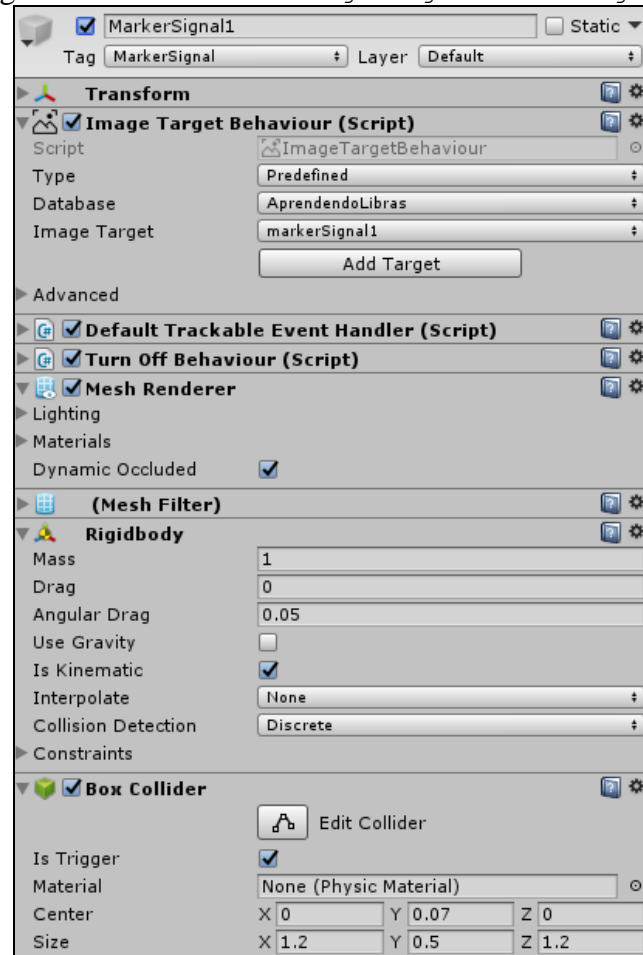 MarkerSignal1 Static
Tag MarkerSignal Layer Default
Transform
Image Target Behaviour (Script)
Script ImageTargetBehaviour
Type Predefined
Database AprendendoLibras
Image Target markerSignal1
Add Target
Advanced
Default Trackable Event Handler (Script)
Turn Off Behaviour (Script)
Mesh Renderer
Lighting
Materials
Dynamic Occluded
(Mesh Filter)
Rigidbody
Mass 1
Drag 0
Angular Drag 0.05
Use Gravity
Is Kinematic
Interpolate None
Collision Detection Discrete
Constraints
Box Collider
Edit Collider
Is Trigger
Material None (Physic Material)
Center X 0 Y 0.07 Z 0
Size X 1.2 Y 0.5 Z 1.2